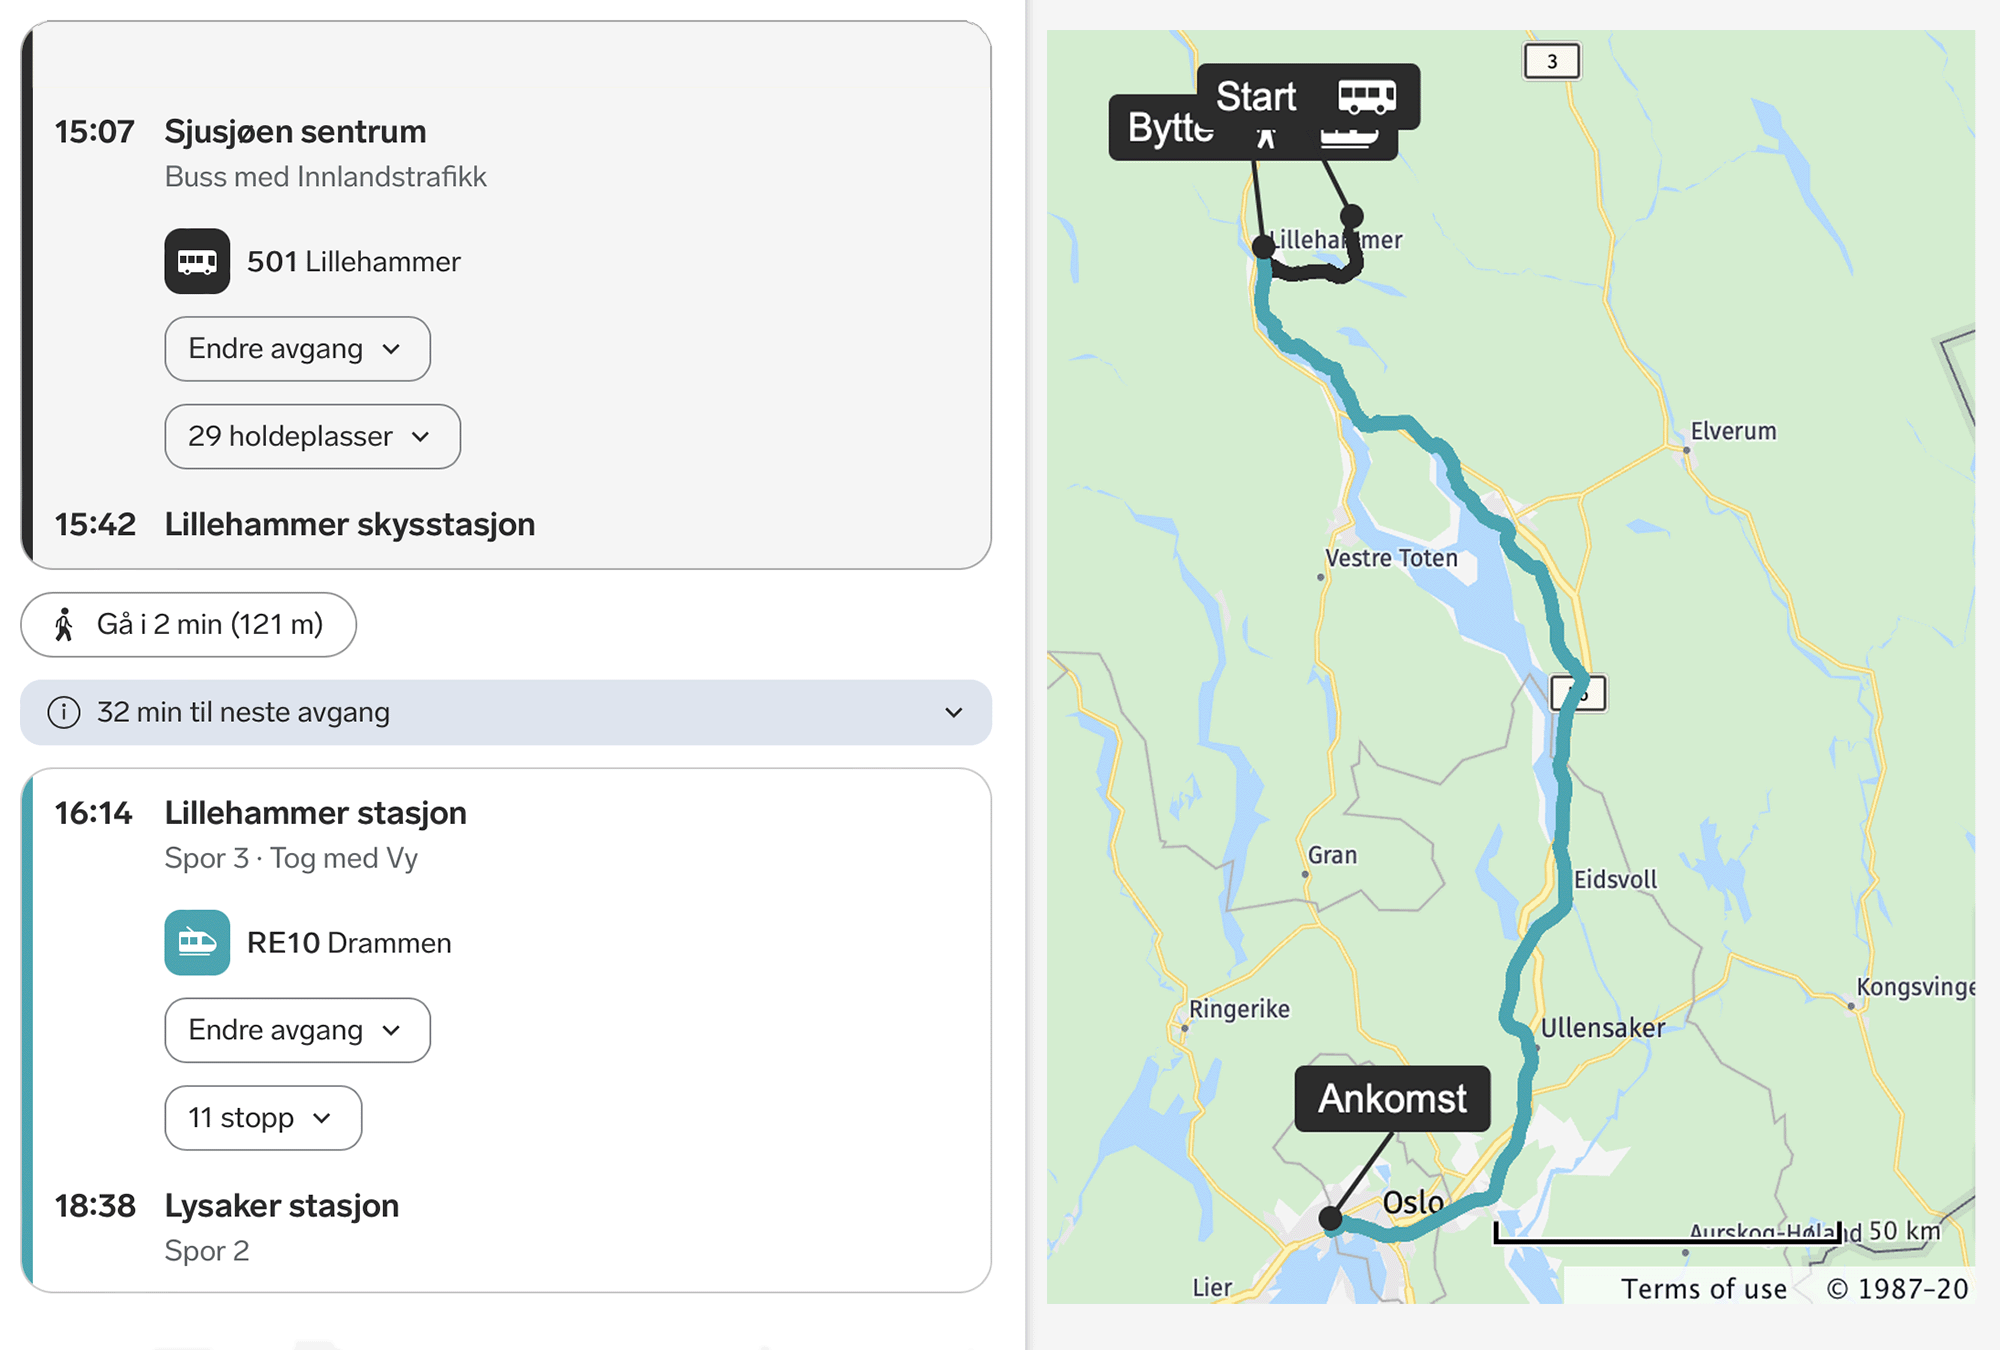 15:07 Sjusjøen sentrum
Buss med Innlandstrafikk
501 Lillehammer
Endre avgang
29 holdeplasser
15:42 Lillehammer skysstasjon
Gå i 2 min (121 m)
32 min til neste avgang
16:14 Lillehammer stasjon
Spor 3 · Tog med Vy
RE10 Drammen
Endre avgang
11 stopp
18:38 Lysaker stasjon
Spor 2
3
Start
Bytte
Lillehammer
Elverum
Vestre Toten
Gran
Eidsvoll
Kongsvinge
Ringerike
Ullensaker
Ankomst
Oslo
Aurskog-Høland
50 km
Lier
Terms of use © 1987-20